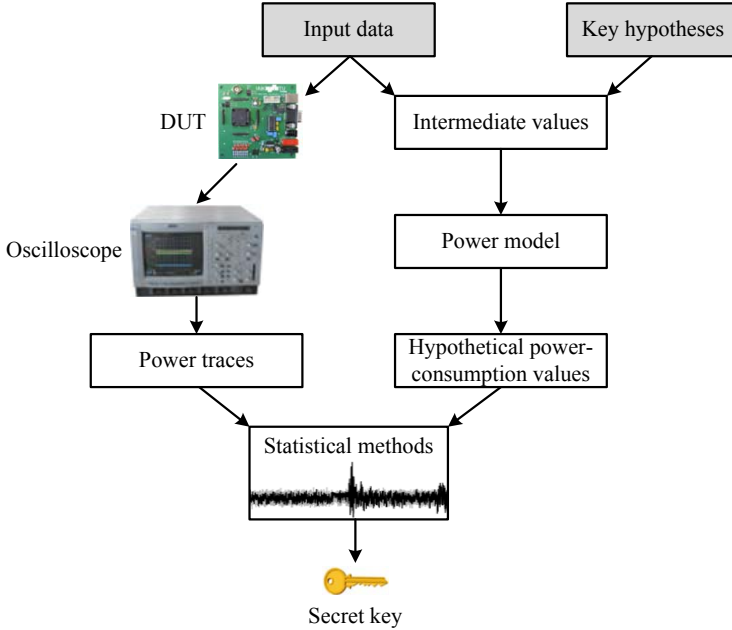 Input data
Key hypotheses
DUT
Intermediate values
Oscilloscope
Power model
Power traces
Hypothetical power-
consumption values
Statistical methods
Secret key